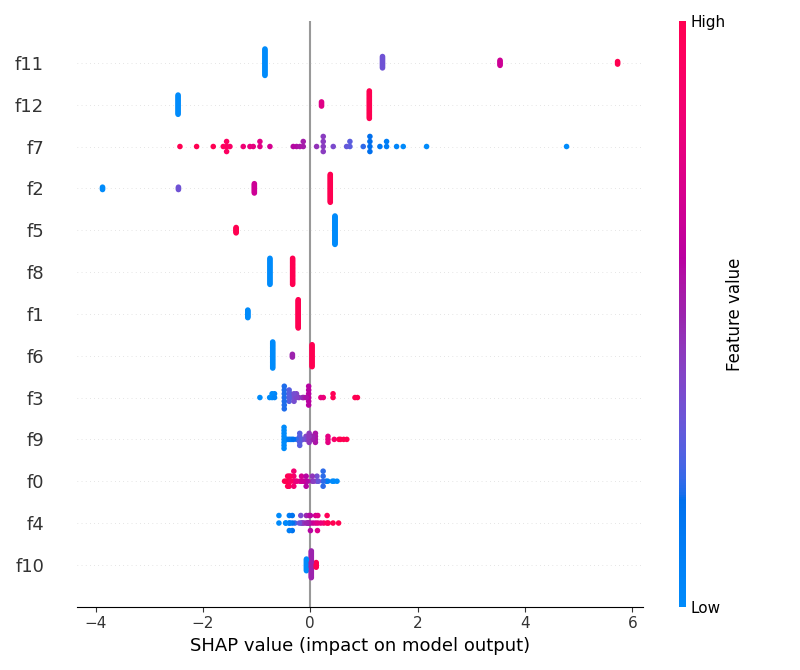 High
f11
f12
f7
f2
f5
f8
f1
f6
f3
f9
f0
f4
f10
Feature value
Low
−4 −2 0 2 4 6
SHAP value (impact on model output)